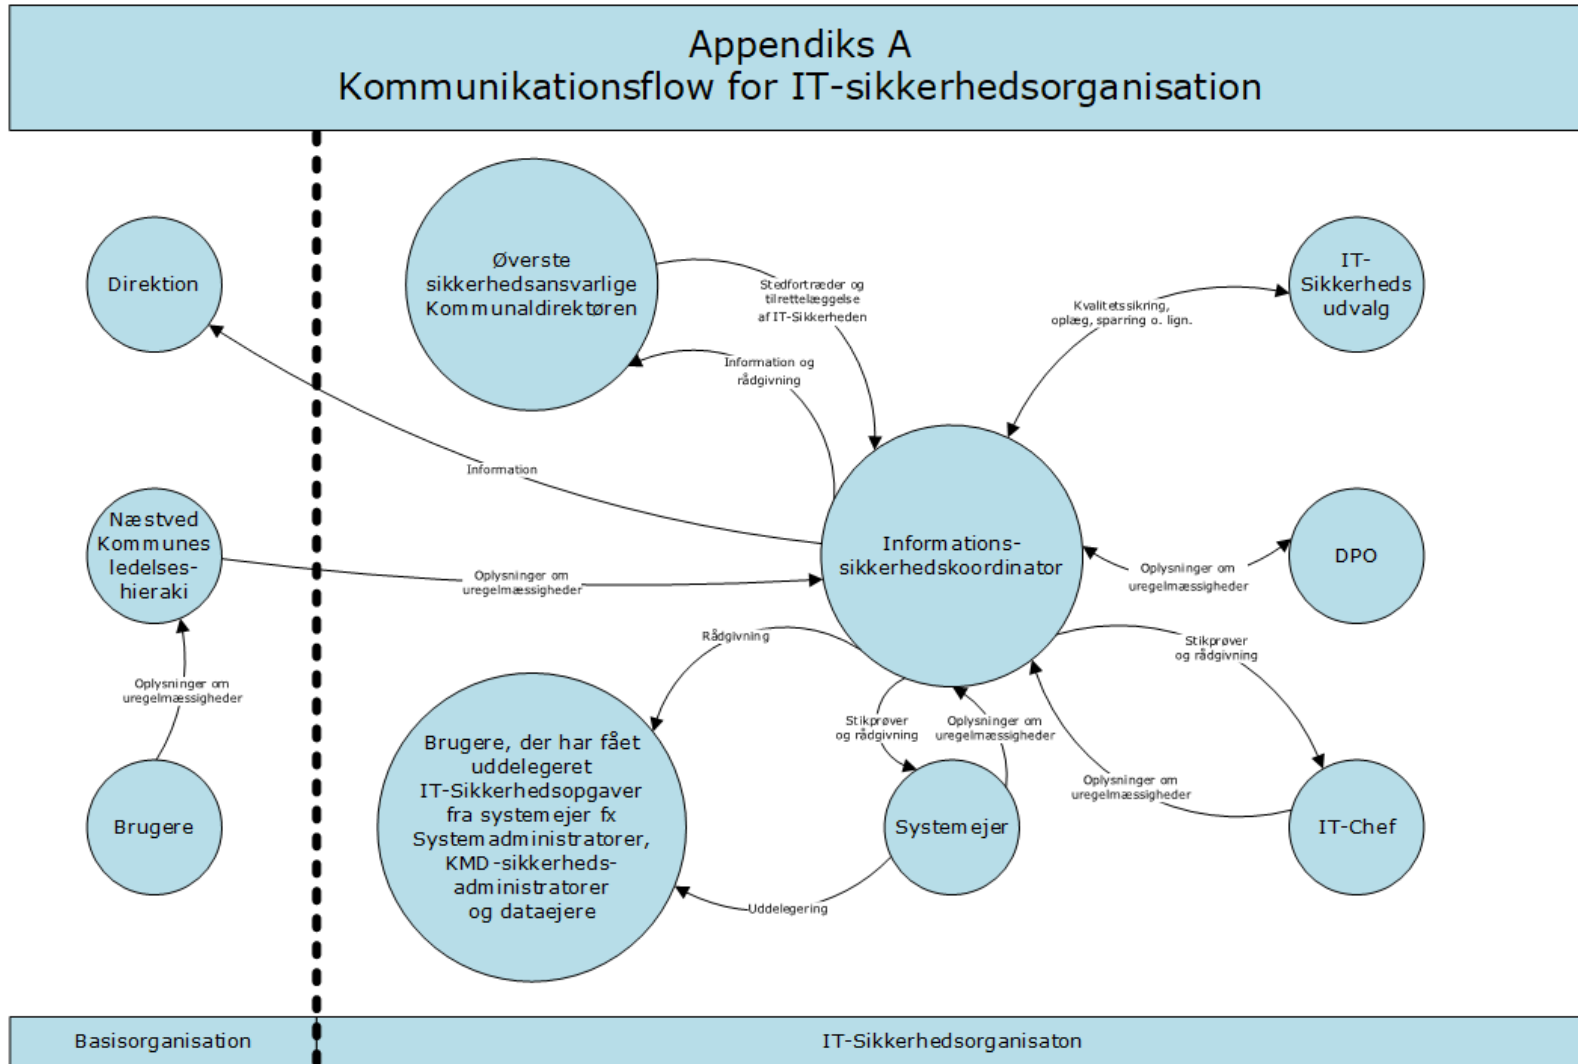 Appendiks A
Kommunikationsflow for IT-sikkerhedsorganisation
Direktion
Øverste
sikkerhedsansvarlige
Kommunaldirektøren
Stedfortræder og
tilrettelæggelse
af IT-Sikkerheden
Information og
rådgivning
Kvalitetssikring,
oplæg, sparring o. lign.
IT-
Sikkerheds
udvalg
Information
Næstved
Kommunes
ledelses-
hieraki
Oplysninger om
uregelmæssigheder
Informations-
sikkerhedskoordinator
Oplysninger om
uregelmæssigheder
DPO
Oplysninger om
uregelmæssigheder
Rådgivning
Stikprøver
og rådgivning
Stikprøver
og rådgivning
Oplysninger om
uregelmæssigheder
Oplysninger om
uregelmæssigheder
Brugere
Brugere, der har fået
uddelegeret
IT-Sikkerhedsopgaver
fra systemejer fx
Systemadministratorer,
KMD-sikkerheds-
administratorer
og dataejere
Systemejer
IT-Chef
Uddelegering
Basisorganisation
IT-Sikkerhedsorganisaton